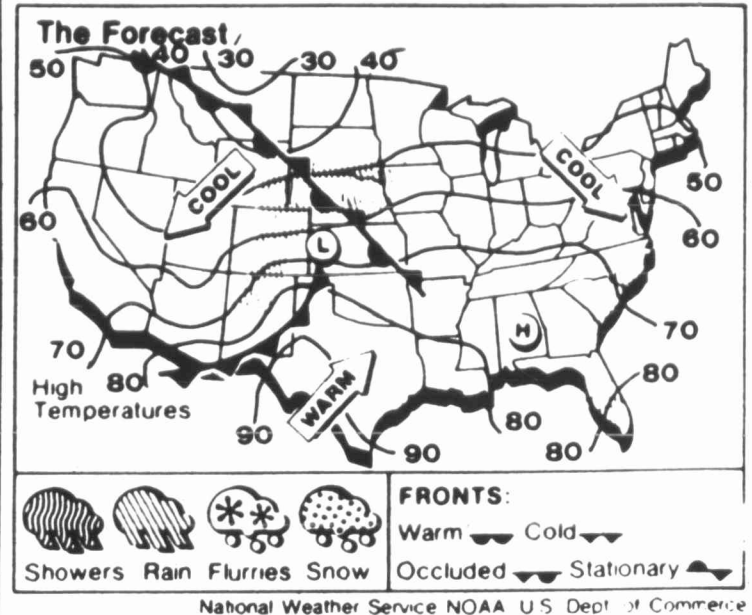 The Forecast
50 40 30 30 40
COOL
COOL
50
60
60
L
H
70
70
High
Temperatures
80
80
WARM
90
90
80
80
FRONTS:
Warm Cold
Occluded Stationary
Showers Rain Flurries Snow
National Weather Service NOAA U S Dept of Commerce